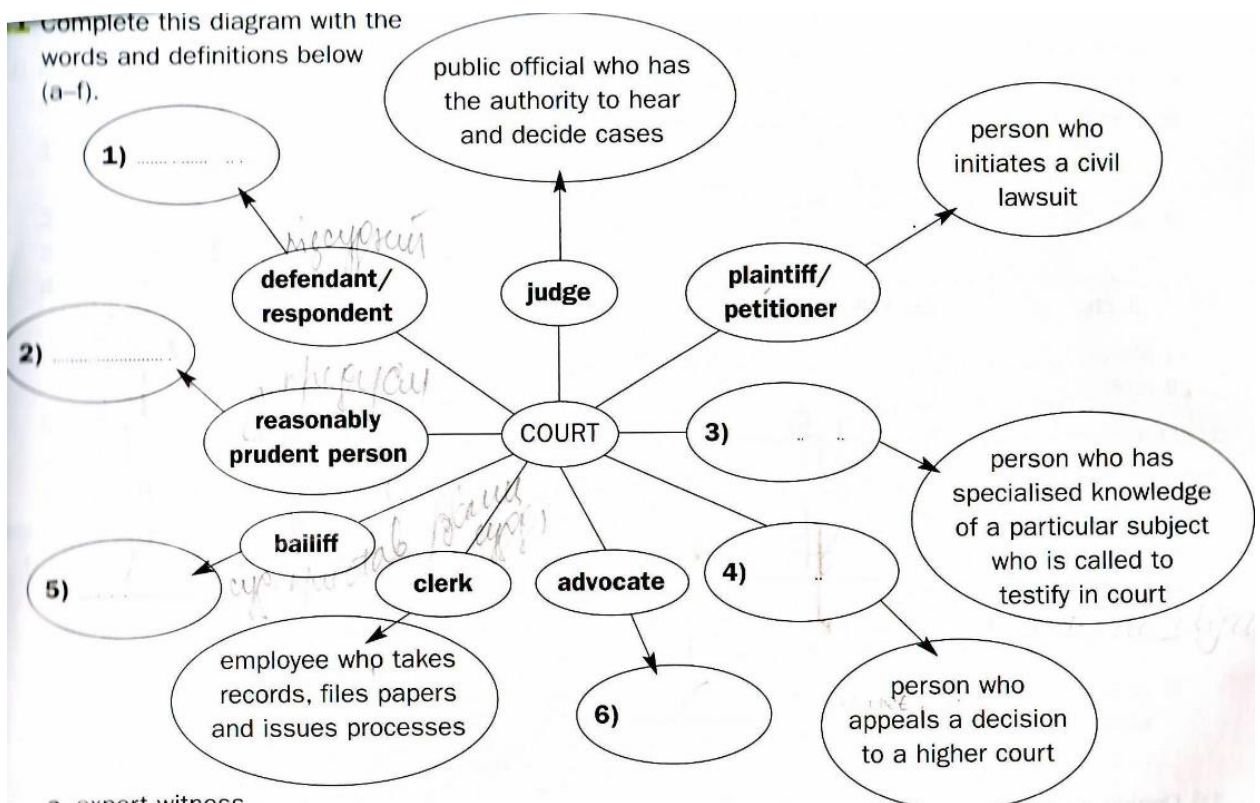 1 Complete this diagram with the
words and definitions below
(a–f).
public official who has
the authority to hear
and decide cases
person who
initiates a civil
lawsuit
1) ......................
defendant/
respondent
judge
plaintiff/
petitioner
2) ......................
reasonably
prudent person
COURT
3)
person who has
specialised knowledge
of a particular subject
who is called to
testify in court
bailiff
5)
clerk
advocate
4)
employee who takes
records, files papers
and issues processes
6)
person who
appeals a decision
to a higher court
a expert witness